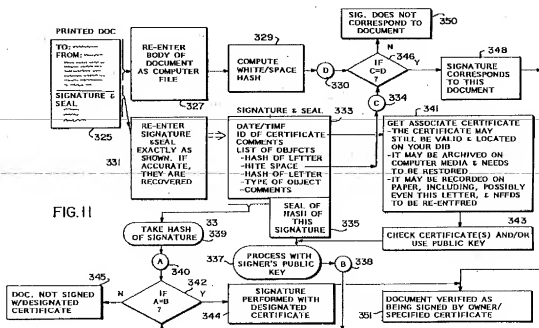 PRINTED DOC
TO:
FROM:
SIGNATURE &
SEAL
325
RE-ENTER
BODY OF
DOCUMENT
AS COMPUTER
FILE
327
329
COMPUTE
WHITE/SPACE
HASH
D
330
SIG. DOES NOT
CORRESPOND TO
DOCUMENT
350
N
346
IF
C=D
?
Y
348
SIGNATURE
CORRESPONDS
TO THIS
DOCUMENT
C
334
331
RE-ENTER
SIGNATURE
&SEAL
EXACTLY AS
SHOWN. IF
ACCURATE,
THEY ARE
RECOVERED
SIGNATURE & SEAL
333
DATE/TIMF
ID OF CERTIFICATE
COMMENTS
LIST OF OBJFCTS
-HASH OF LFTTER
-HITE SPACE
-HASH OF LETTER
-TYPE OF OBJECT
-COMMENTS
SEAL OF
HASH OF
THIS
SIGNATURE
335
341
GET ASSOCIATE CERTIFICATE
-THE CERTIFICATE MAY
STILL BE VALID & LOCATED
ON YOUR DIB
-IT MAY BE ARCHIVED ON
COMPUTER MEDIA & NEEDS
TO BE RESTORED
-IT MAY BE RECORDED ON
PAPER, INCLUDING, POSSIBLY
EVEN THIS LETTER, & NFFDS
TO BE RE-ENTFRED
343
CHECK CERTIFICATE(S) AND/OR
USE PUBLIC KEY
FIG.11
33
TAKE HASH
OF SIGNATURE
339
A
340
337
PROCESS WITH
SIGNER'S PUBLIC
KEY
B
338
345
DOC. NOT SIGNED
W/DESIGNATED
CERTIFICATE
N
342
IF
A=B
?
Y
SIGNATURE
PERFORMED WITH
DESIGNATED
CERTIFICATE
344
DOCUMENT VERIFIED AS
BEING SIGNED BY OWNER/
SPECIFIED CERTIFICATE
351